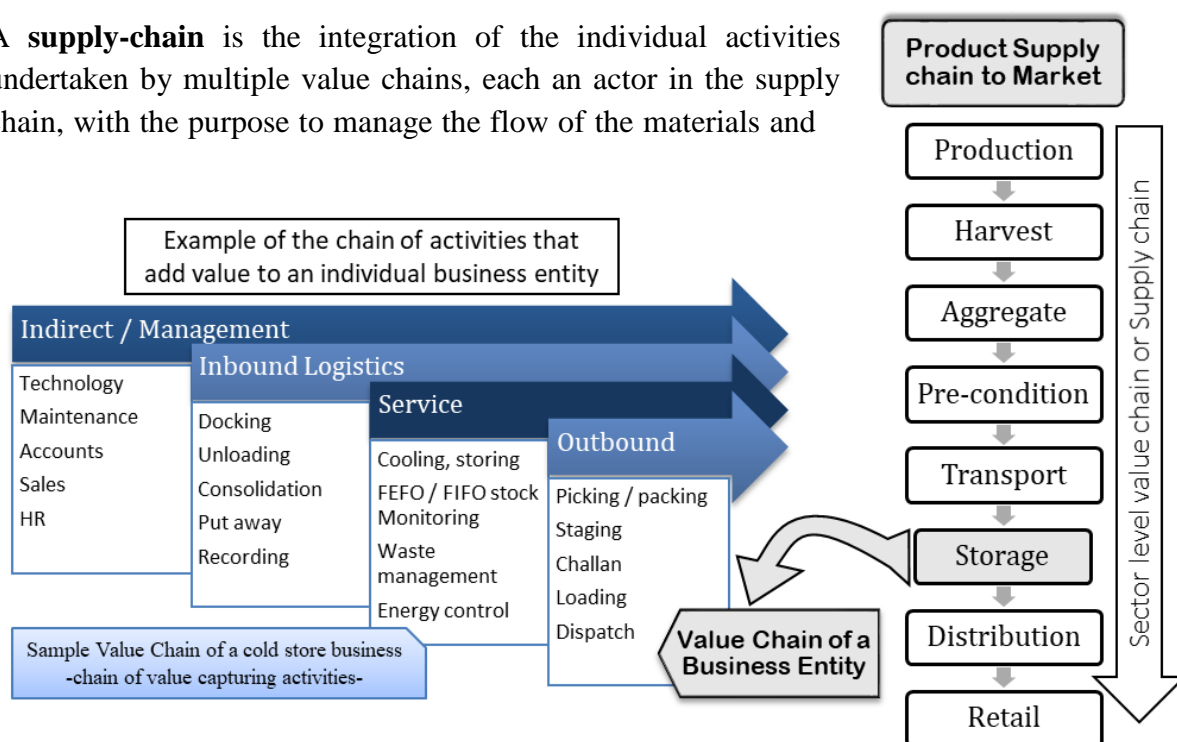 A supply-chain is the integration of the individual activities
undertaken by multiple value chains, each an actor in the supply
chain, with the purpose to manage the flow of the materials and
Example of the chain of activities that
add value to an individual business entity
Indirect / Management
Technology
Maintenance
Accounts
Sales
HR
Inbound Logistics
Docking
Unloading
Consolidation
Put away
Recording
Service
Cooling, storing
FEFO / FIFO stock
Monitoring
Waste
management
Energy control
Outbound
Picking / packing
Staging
Challan
Loading
Dispatch
Sample Value Chain of a cold store business
-chain of value capturing activities-
Value Chain of a
Business Entity
Product Supply
chain to Market
Production
Harvest
Aggregate
Pre-condition
Transport
Storage
Distribution
Retail
Sector level value chain or Supply chain